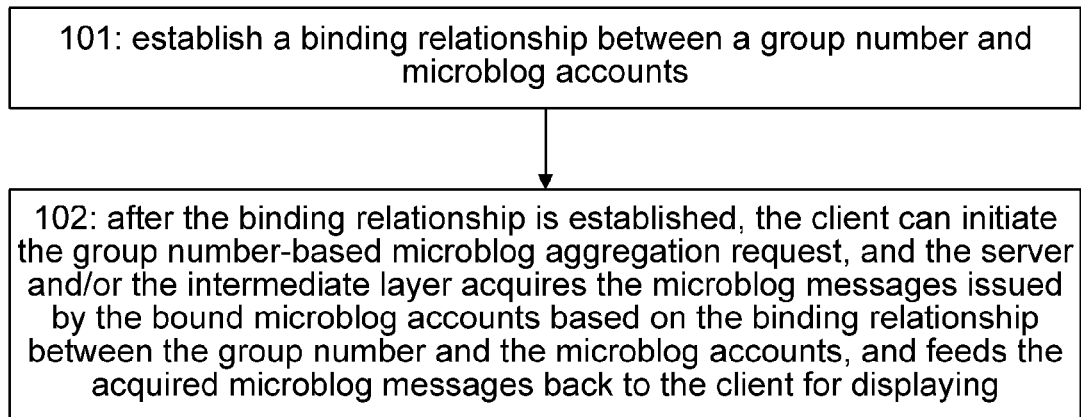 101: establish a binding relationship between a group number and
microblog accounts
102: after the binding relationship is established, the client can initiate
the group number-based microblog aggregation request, and the server
and/or the intermediate layer acquires the microblog messages issued
by the bound microblog accounts based on the binding relationship
between the group number and the microblog accounts, and feeds the
acquired microblog messages back to the client for displaying